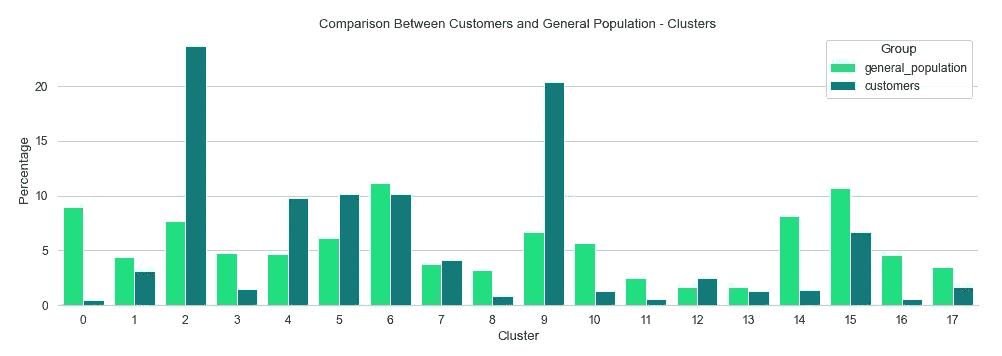 Comparison Between Customers and General Population - Clusters
Group
general_population
customers
20
15
10
5
0
Percentage
0 1 2 3 4 5 6 7 8 9 10 11 12 13 14 15 16 17
Cluster